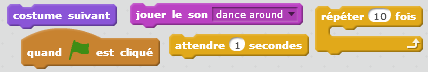 costume suivant
jouer le son dance around
répéter 10 fois
quand est cliqué
attendre 1 secondes